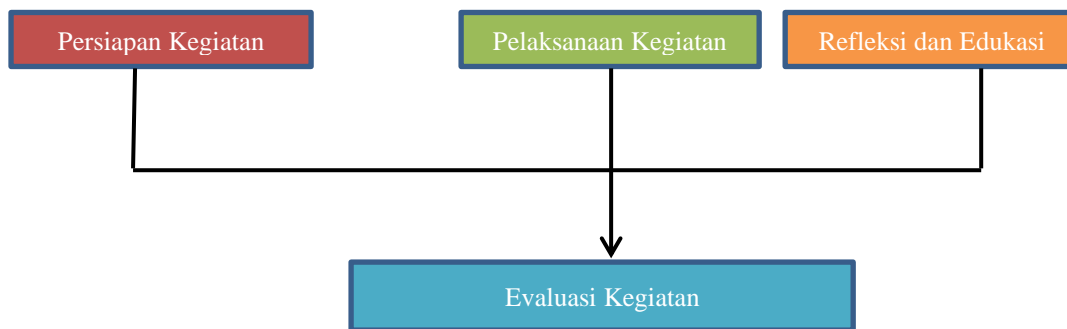 Persiapan Kegiatan
Pelaksanaan Kegiatan
Refleksi dan Edukasi
Evaluasi Kegiatan